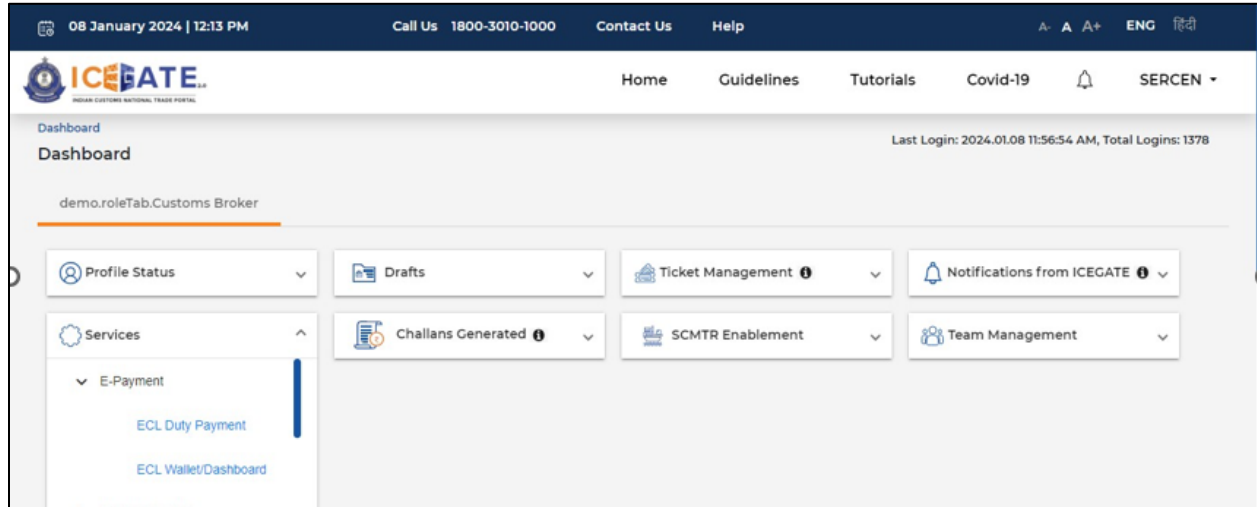 08 January 2024 | 12:13 PM Call Us 1800-3010-1000 Contact Us Help A- A A+ ENG हिंदी
ICEGATE
INDIAN CUSTOMS NATIONAL TRADE PORTAL
Home Guidelines Tutorials Covid-19 SERCEN
Dashboard
Last Login: 2024.01.08 11:56:54 AM, Total Logins: 1378
Dashboard
demo.roleTab.Customs Broker
Profile Status Drafts Ticket Management Notifications from ICEGATE
Services Challans Generated SCMTR Enablement Team Management
E-Payment
ECL Duty Payment
ECL Wallet/Dashboard